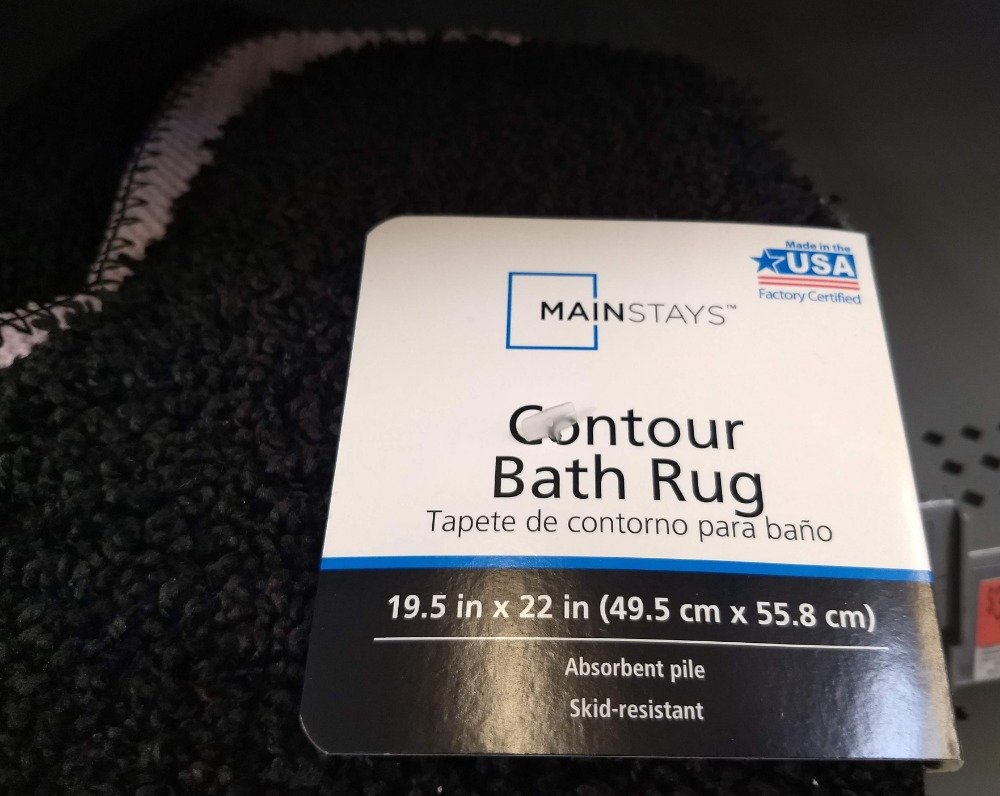 Made in the
USA
Factory Certified
MAINSTAYS™
Contour
Bath Rug
Tapete de contorno para baño
19.5 in x 22 in (49.5 cm x 55.8 cm)
Absorbent pile
Skid-resistant